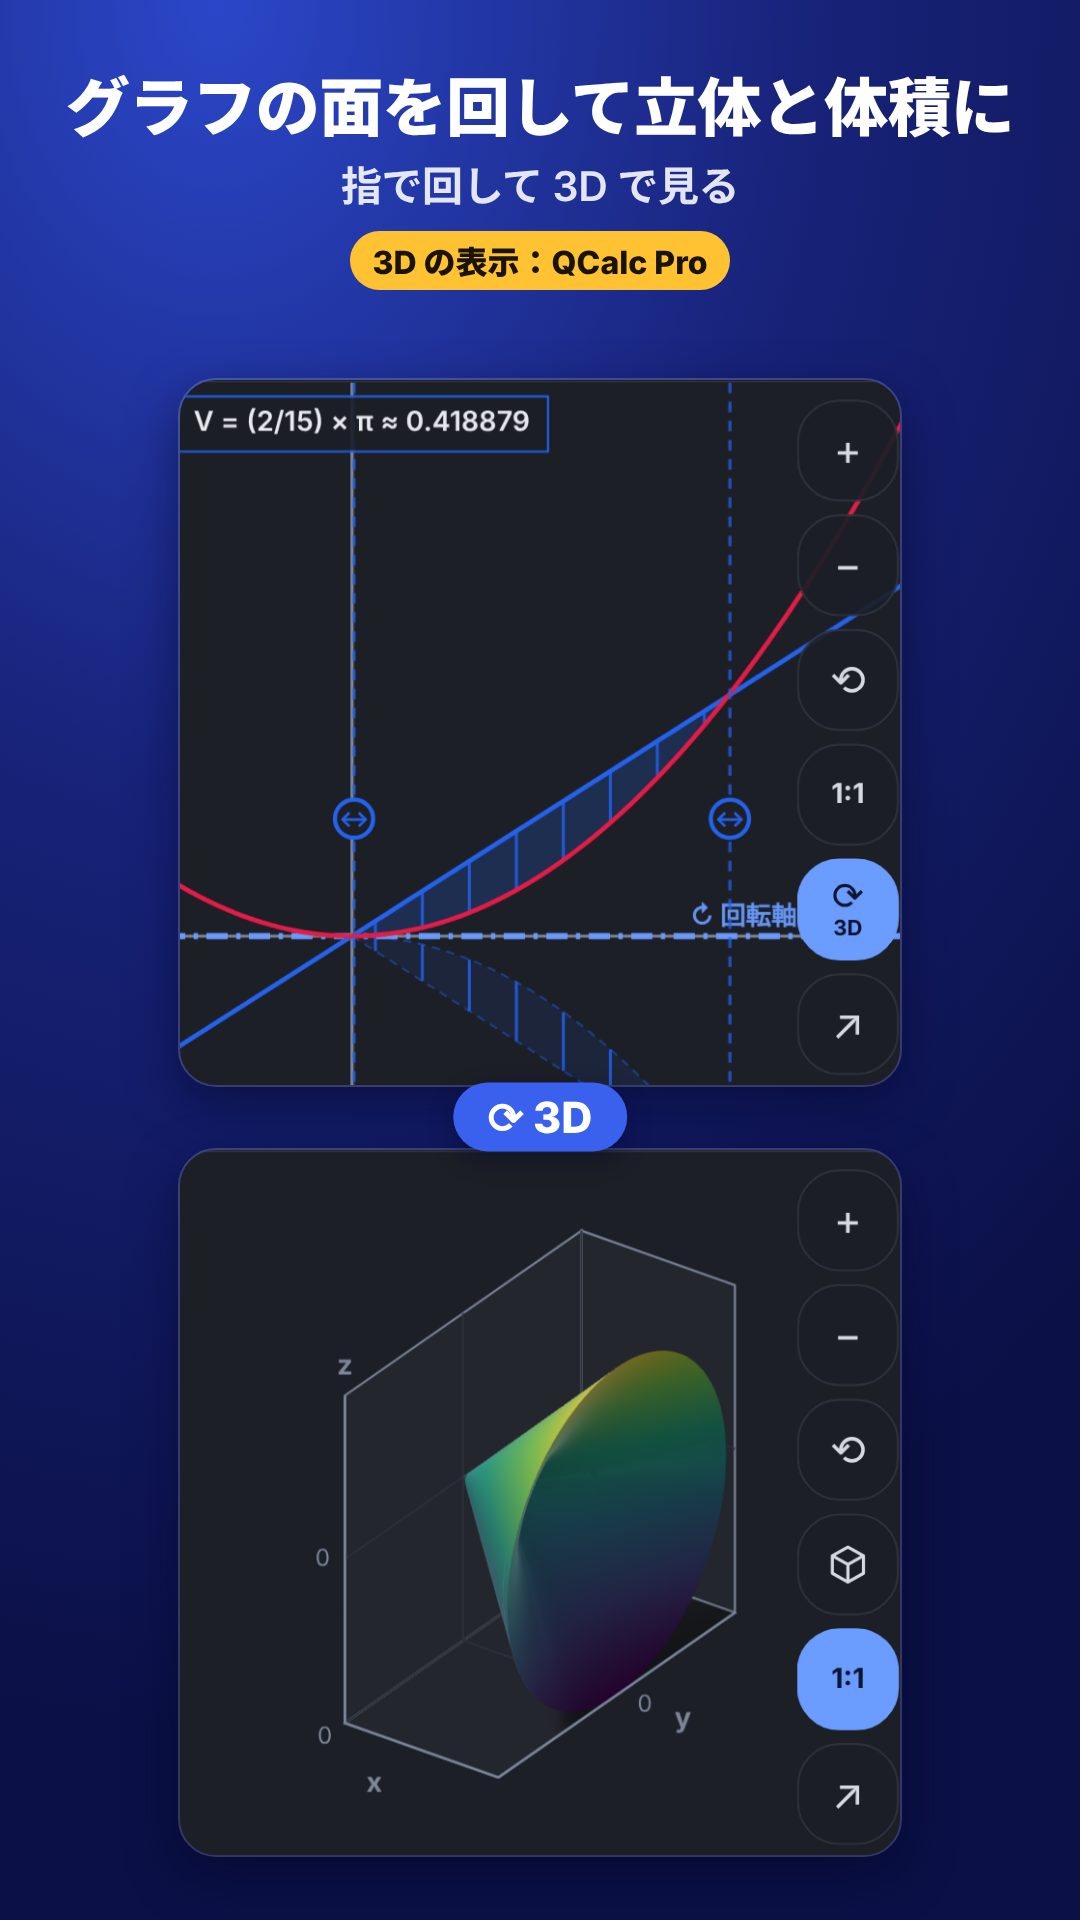 グラフの面を回して立体と体積に
指で回して 3D で見る
3D の表示：QCalc Pro
V = (2/15) × π ≈ 0.418879
+
−
⟲
1:1
↻ 回転軸
⟳
3D
↗
⟳ 3D
+
−
z
⟲
0
1:1
0
y
0
x
↗